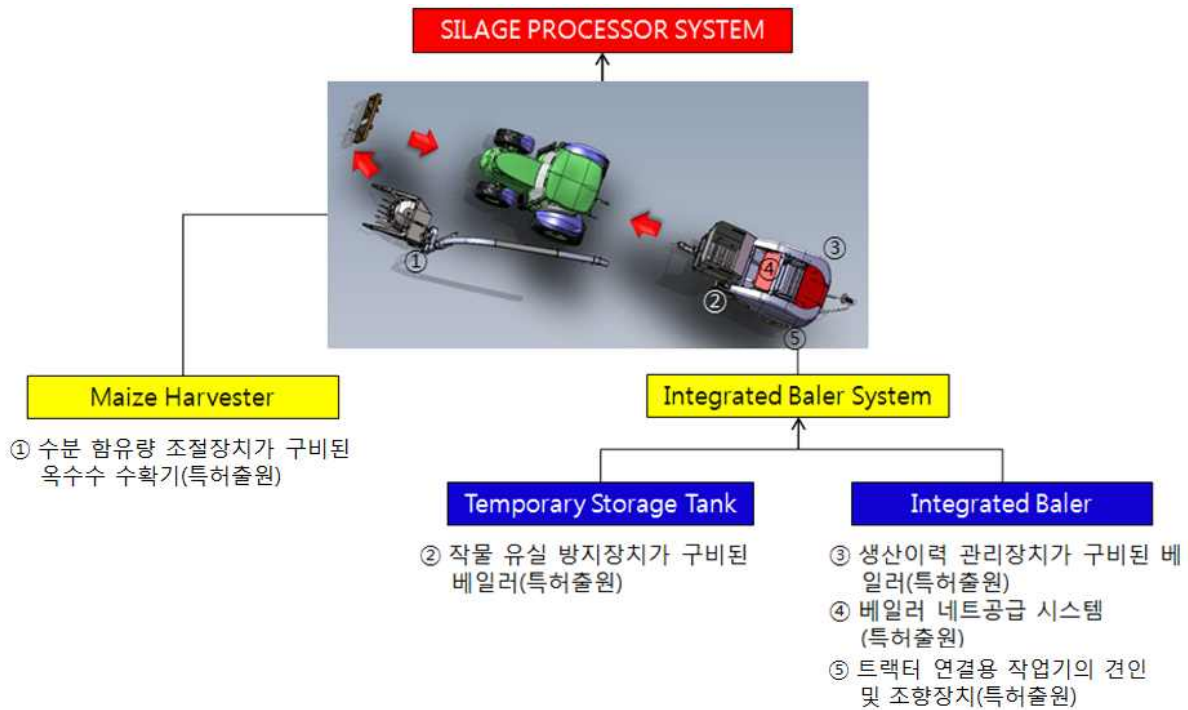 SILAGE PROCESSOR SYSTEM
①
②
③
④
⑤
Maize Harvester
① 수분 함유량 조절장치가 구비된
옥수수 수확기(특허출원)
Integrated Baler System
Temporary Storage Tank
② 작물 유실 방지장치가 구비된
베일러(특허출원)
Integrated Baler
③ 생산이력 관리장치가 구비된 베
일러(특허출원)
④ 베일러 네트공급 시스템
(특허출원)
⑤ 트랙터 연결용 작업기의 견인
및 조향장치(특허출원)